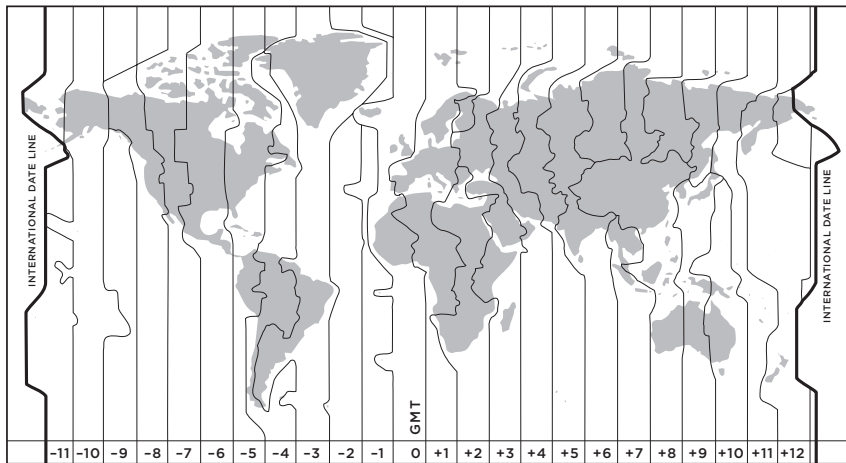 INTERNATIONAL DATE LINE
INTERNATIONAL DATE LINE
GMT
−11 −10 −9 −8 −7 −6 −5 −4 −3 −2 −1 0 +1 +2 +3 +4 +5 +6 +7 +8 +9 +10 +11 +12